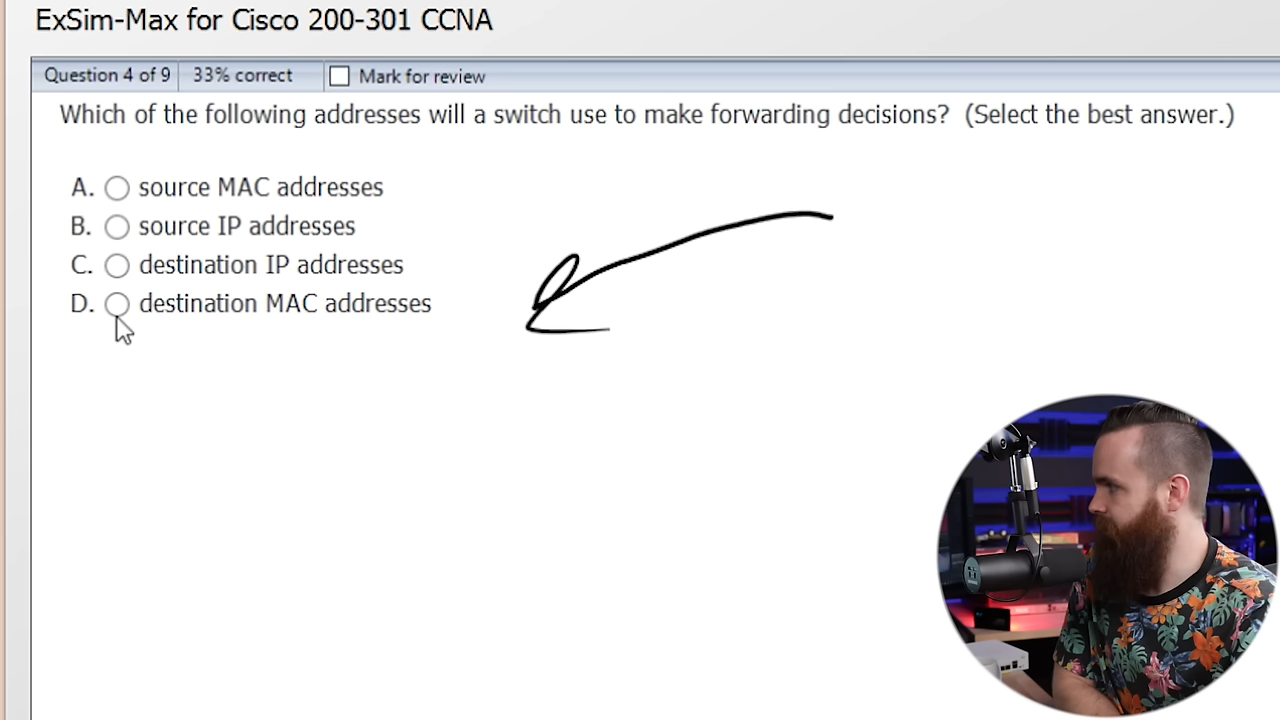 ExSim-Max for Cisco 200-301 CCNA
Question 4 of 9 33% correct Mark for review
Which of the following addresses will a switch use to make forwarding decisions? (Select the best answer.)
A. source MAC addresses
B. source IP addresses
C. destination IP addresses
D. destination MAC addresses